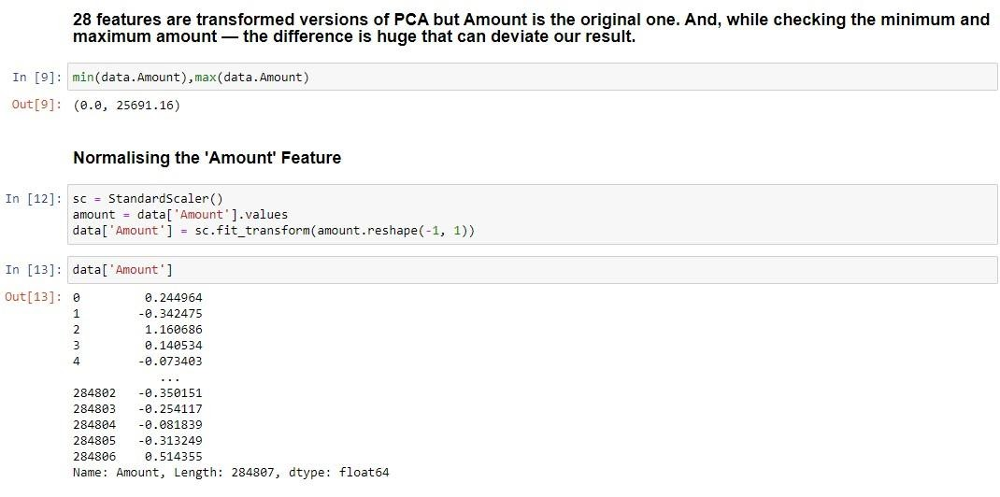 28 features are transformed versions of PCA but Amount is the original one. And, while checking the minimum and
maximum amount — the difference is huge that can deviate our result.
In [9]: min(data.Amount),max(data.Amount)
Out[9]: (0.0, 25691.16)
Normalising the 'Amount' Feature
In [12]: sc = StandardScaler()
amount = data['Amount'].values
data['Amount'] = sc.fit_transform(amount.reshape(-1, 1))
In [13]: data['Amount']
Out[13]: 0 0.244964
1 -0.342475
2 1.160686
3 0.140534
4 -0.073403
...
284802 -0.350151
284803 -0.254117
284804 -0.081839
284805 -0.313249
284806 0.514355
Name: Amount, Length: 284807, dtype: float64